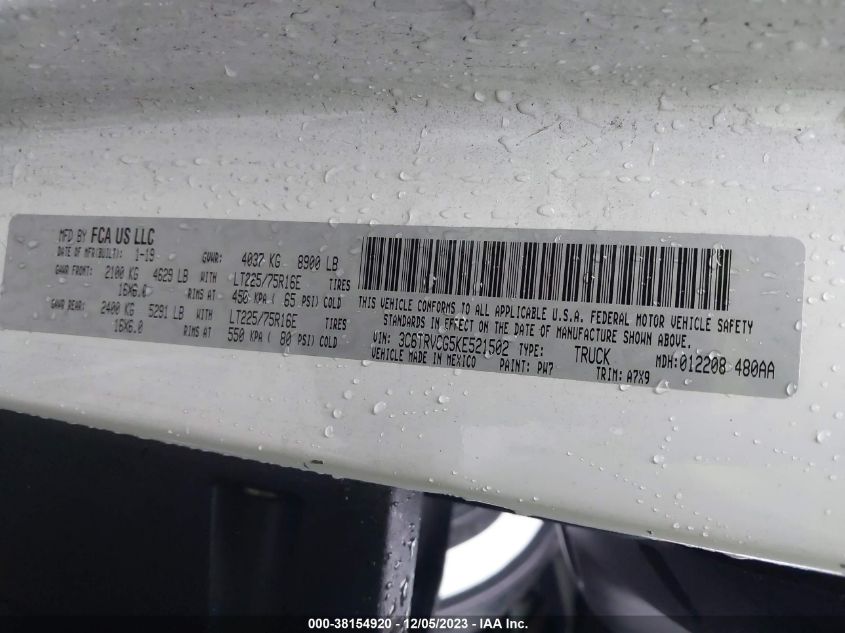 MFD BY FCA US LLC
DATE OF MFR(BUILT): 1-19 GVWR: 4037 KG 8900 LB
GAWR FRONT: 2100 KG 4629 LB WITH LT225/75R16E TIRES
16X6.0 RIMS AT 450 KPA ( 65 PSI) COLD
GAWR REAR: 2400 KG 5291 LB WITH LT225/75R16E TIRES
16X6.0 RIMS AT 550 KPA ( 80 PSI) COLD
THIS VEHICLE CONFORMS TO ALL APPLICABLE U.S.A. FEDERAL MOTOR VEHICLE SAFETY
STANDARDS IN EFFECT ON THE DATE OF MANUFACTURE SHOWN ABOVE.
VIN: 3C6TRVCG5KE521502 TYPE: TRUCK MDH:012208 480AA
VEHICLE MADE IN MEXICO PAINT: PW7 TRIM: A7X9
000-38154920 - 12/05/2023 - IAA Inc.